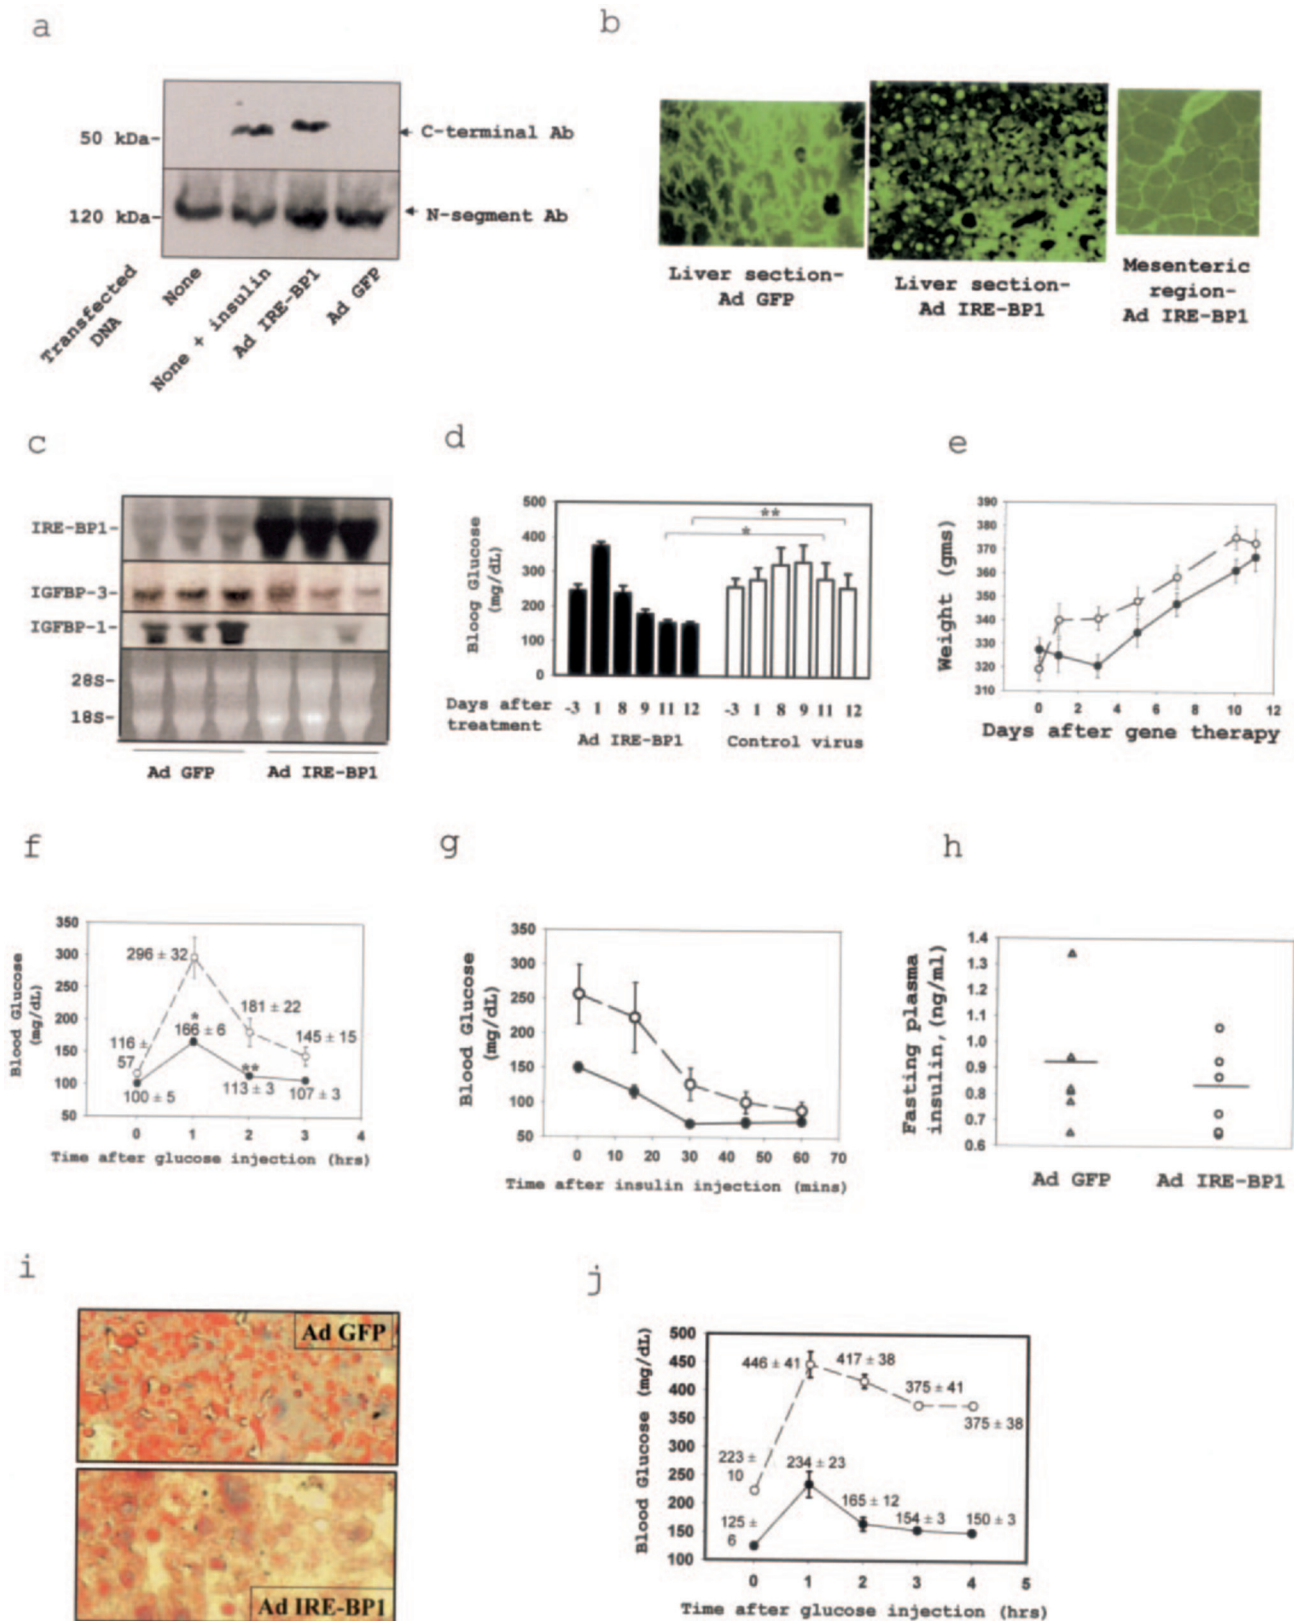 a
50 kDa-
C-terminal Ab
120 kDa-
N-segment Ab
Transfected DNA
None
None + insulin
Ad IRE-BP1
Ad GFP
b
Liver section-
Ad GFP
Liver section-
Ad IRE-BP1
Mesenteric
region-
Ad IRE-BP1
c
IRE-BP1-
IGFBP-3
IGFBP-1
28S-
18S-
Ad GFP Ad IRE-BP1
d
Bloog Glucose
(mg/dL)
500
400
300
200
100
0
* **
Days after
treatment
-3 1 8 9 11 12 -3 1 8 9 11 12
Ad IRE-BP1 Control virus
e
Weight (gms)
390
380
370
360
350
340
330
320
310
0 2 4 6 8 10 12
Days after gene therapy
f
Blood Glucose
(mg/dL)
350
300
250
200
150
100
50
296 ± 32
181 ± 22
145 ± 15
116 ±
57
*
166 ± 6
**
100 ± 5
113 ± 3
107 ± 3
0 1 2 3 4
Time after glucose injection (hrs)
g
Blood Glucose
(mg/dL)
350
300
250
200
150
100
50
0 10 20 30 40 50 60 70
Time after insulin injection (mins)
h
Fasting plasma
insulin, (ng/ml)
1.4
1.3
1.2
1.1
1.0
0.9
0.8
0.7
0.6
Ad GFP Ad IRE-BP1
i
Ad GFP
Ad IRE-BP1
j
Blood Glucose (mg/dL)
500
450
400
350
300
250
200
150
100
446 ± 41
417 ± 38
375 ± 41
375 ± 38
223 ±
10
234 ± 23
165 ± 12
154 ± 3
150 ± 3
125 ±
6
0 1 2 3 4 5
Time after glucose injection (hrs)